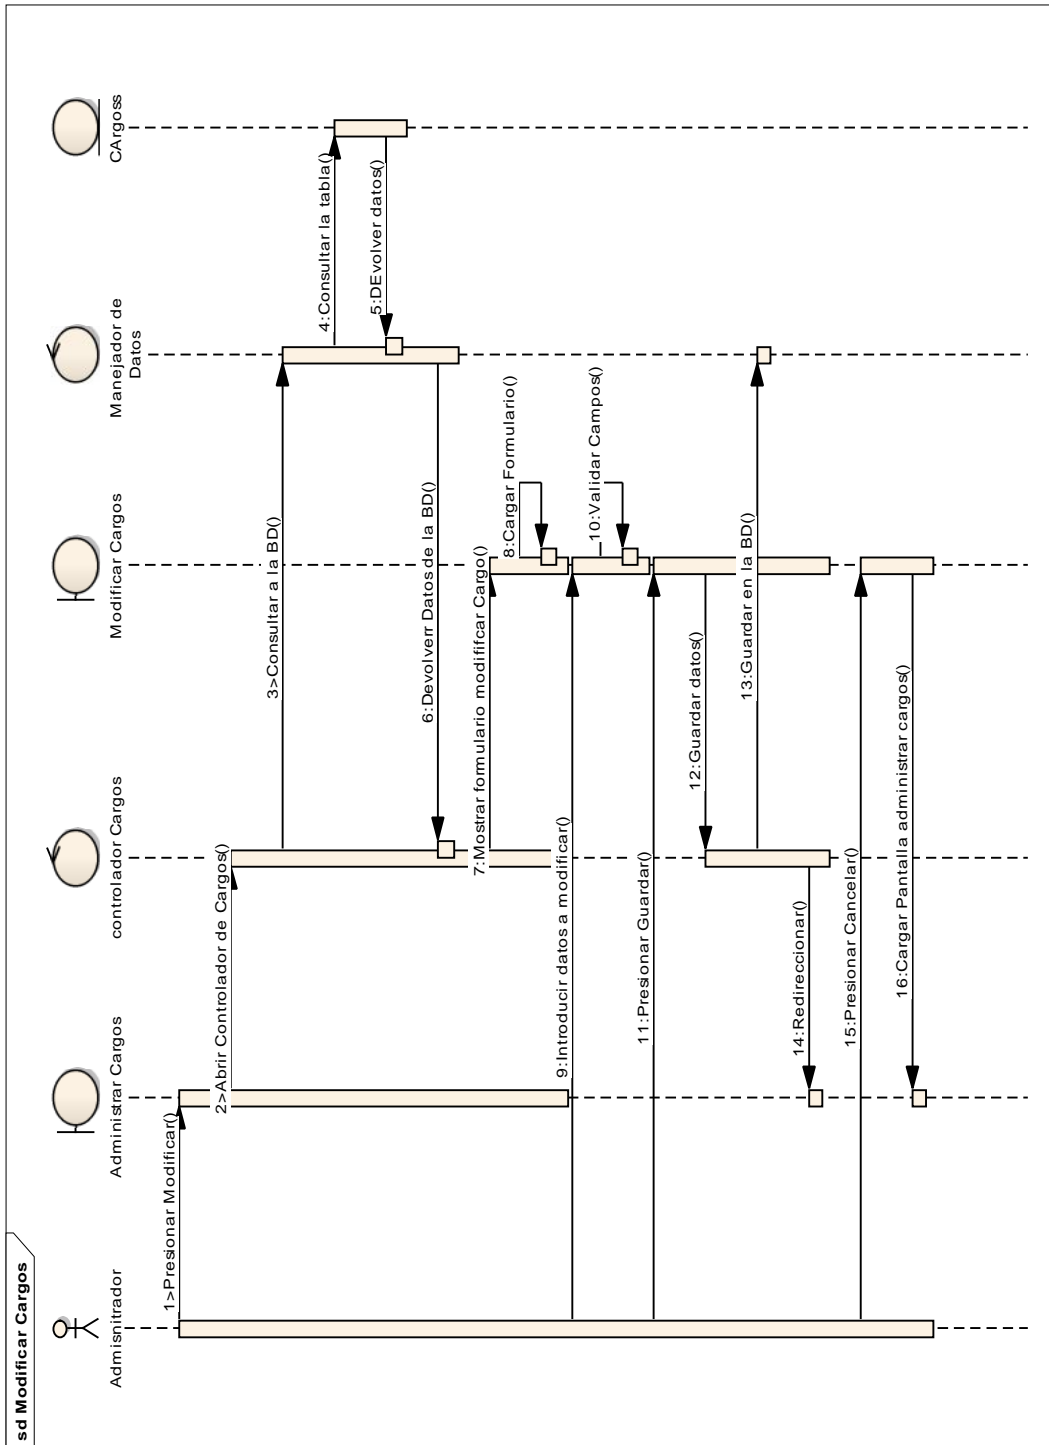 sd Modificar Cargos
Admisnitrador
Administrar Cargos
controlador Cargos
Modificar Cargos
Manejador de
Datos
CArgoss
1>Presionar Modificar()
2>Abrir Controlador de Cargos()
3>Consultar a la BD()
4:Consultar la tabla()
5:DEvolver datos()
6:Devolverr Datos de la BD()
7:Mostrar formulario modififcar Cargo()
8:Cargar Formulario()
9:Introducir datos a modificar()
10:Validar Campos()
11:Presionar Guardar()
12:Guardar datos()
13:Guardar en la BD()
14:Redireccionar()
15:Presionar Cancelar()
16:Cargar Pantalla administrar cargos()